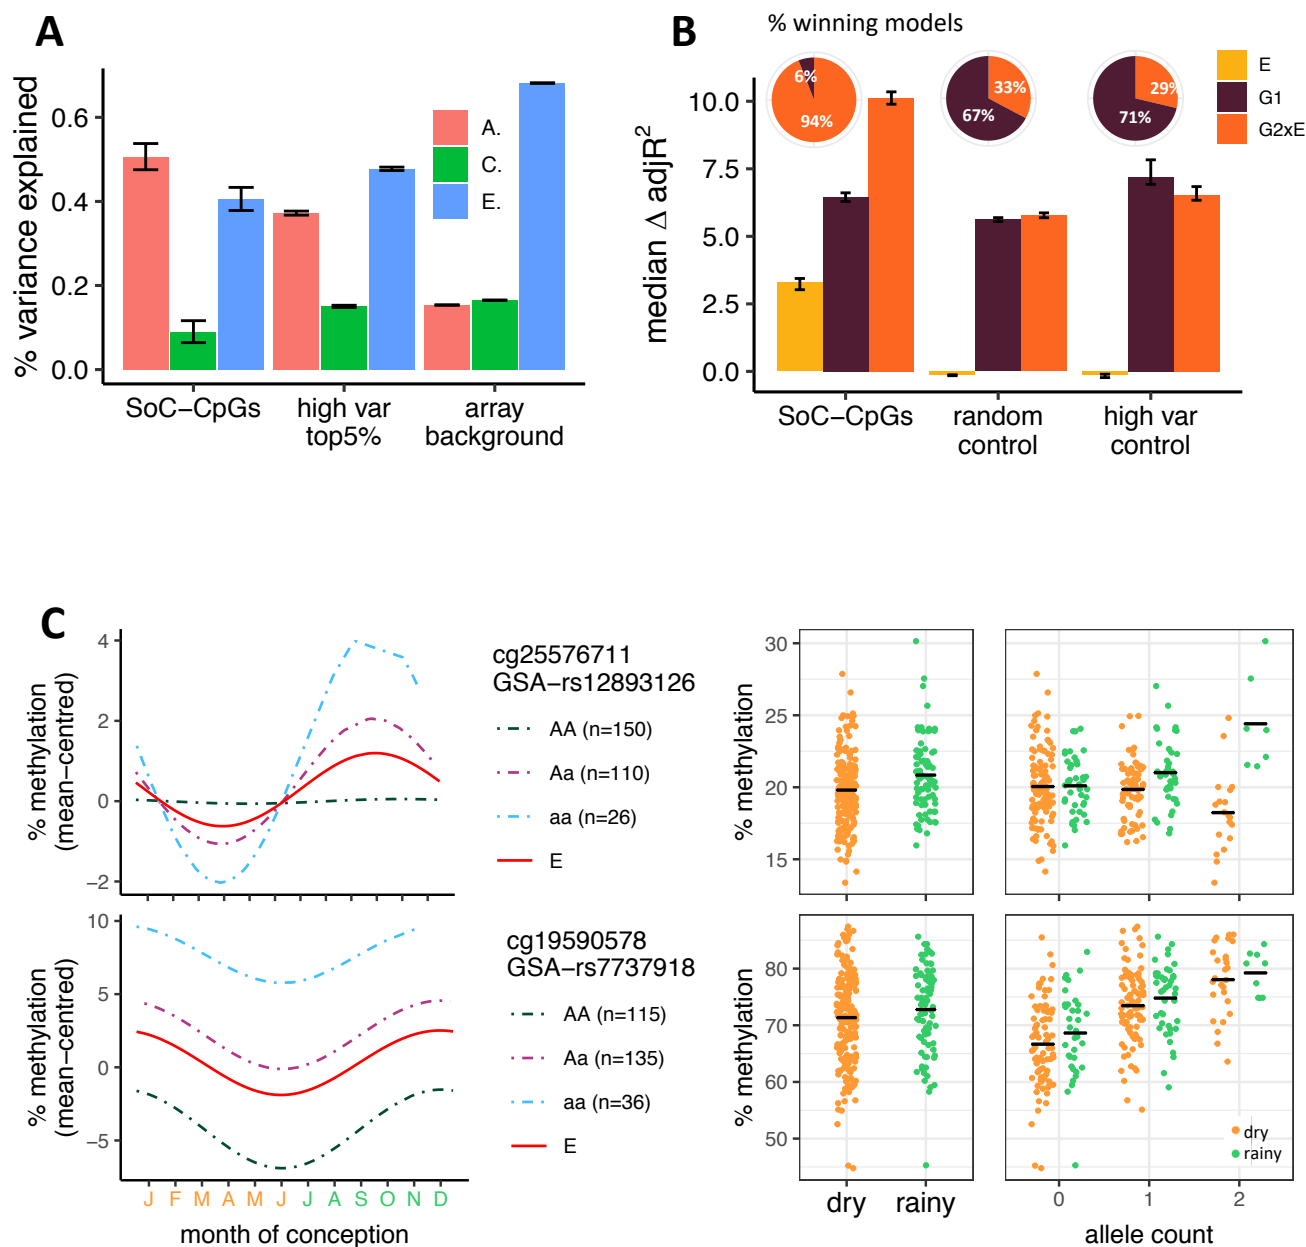 A
% variance explained
0.6
0.4
0.2
0.0
A.
C.
E.
SoC−CpGs
high var
top5%
array
background
B
% winning models
median Δ adjR²
10.0
7.5
5.0
2.5
0.0
6%
94%
33%
67%
29%
71%
E
G1
G2xE
SoC−CpGs
random
control
high var
control
C
% methylation
(mean−centred)
4
2
0
−2
cg25576711
GSA−rs12893126
AA (n=150)
Aa (n=110)
aa (n=26)
E
% methylation
30
25
20
15
% methylation
(mean−centred)
10
5
0
−5
J F M A M J J A S O N D
month of conception
cg19590578
GSA−rs7737918
AA (n=115)
Aa (n=135)
aa (n=36)
E
% methylation
80
70
60
50
dry rainy
dry
rainy
0 1 2
allele count